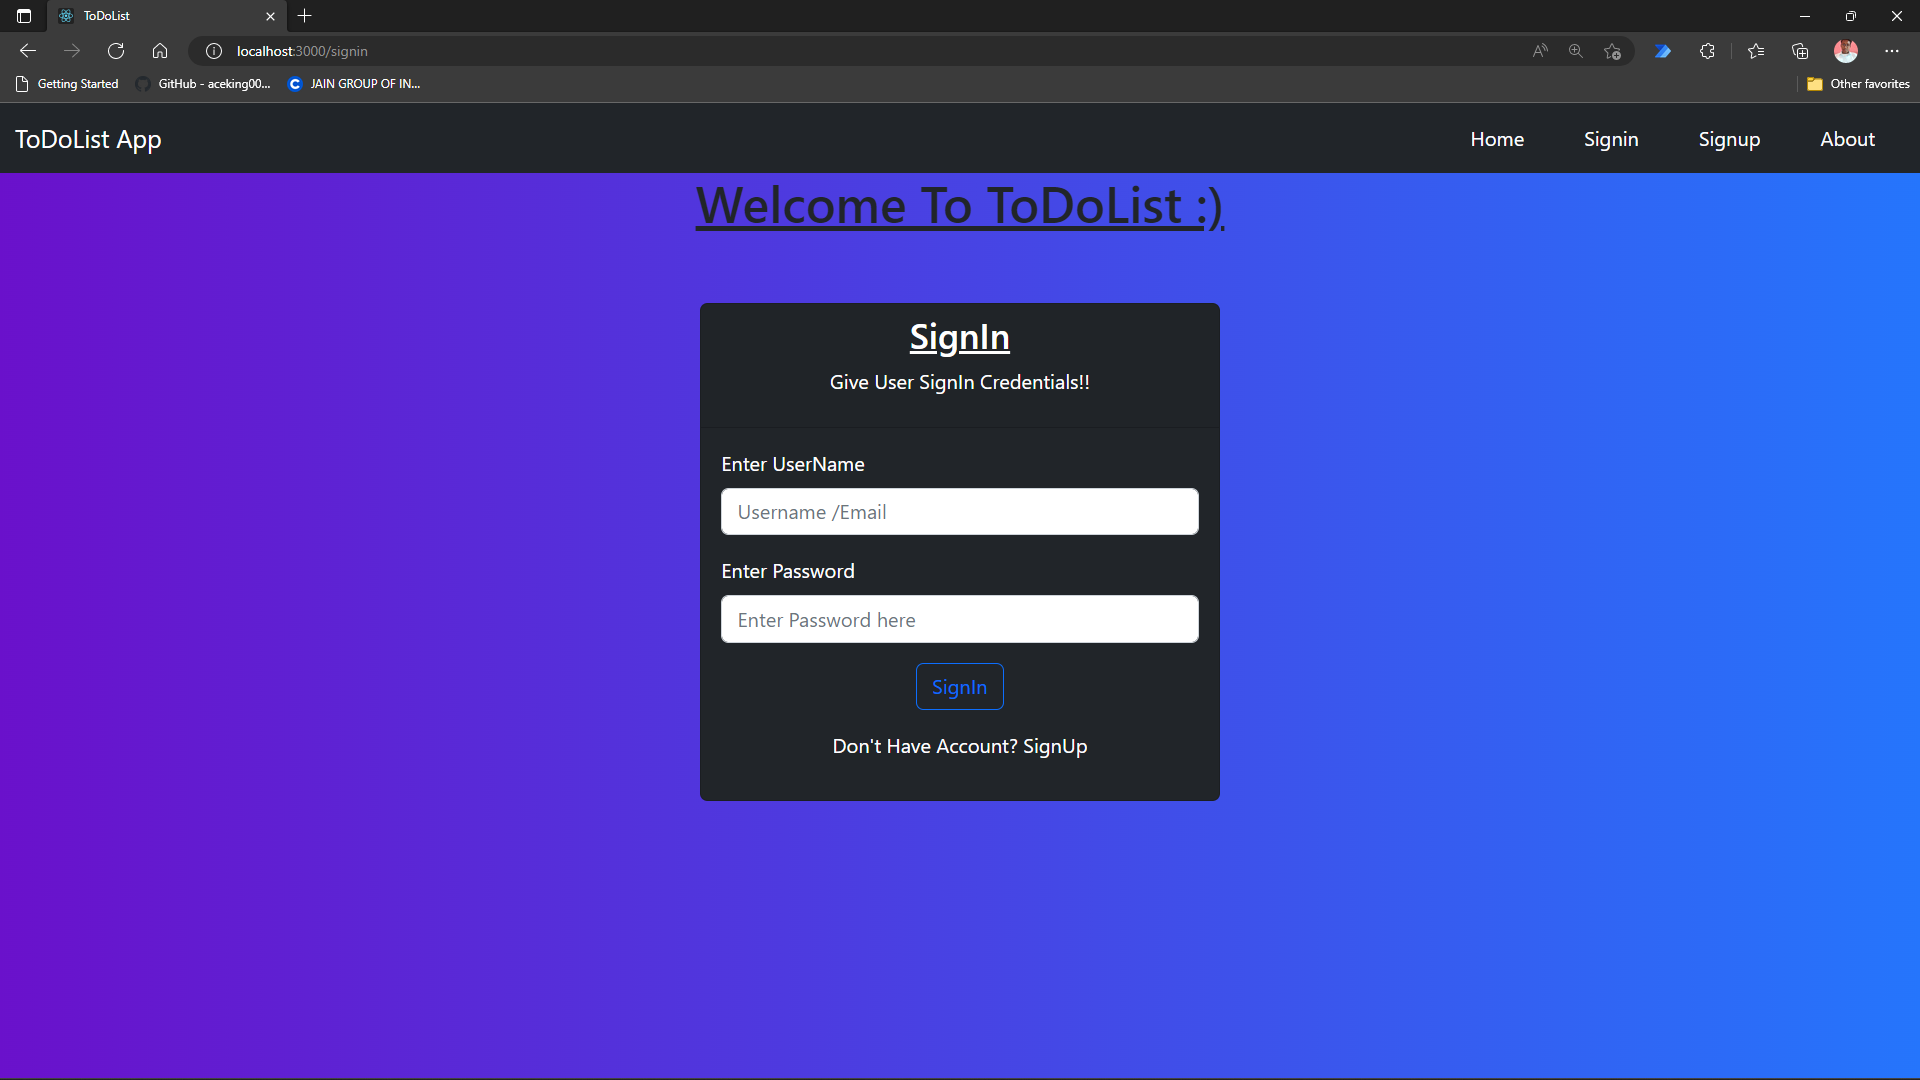 ToDoList
localhost:3000/signin
Getting Started
GitHub - aceking00...
JAIN GROUP OF IN...
Other favorites
ToDoList App
Home
Signin
Signup
About
Welcome To ToDoList :)
SignIn
Give User SignIn Credentials!!
Enter UserName
Username /Email
Enter Password
Enter Password here
SignIn
Don't Have Account? SignUp